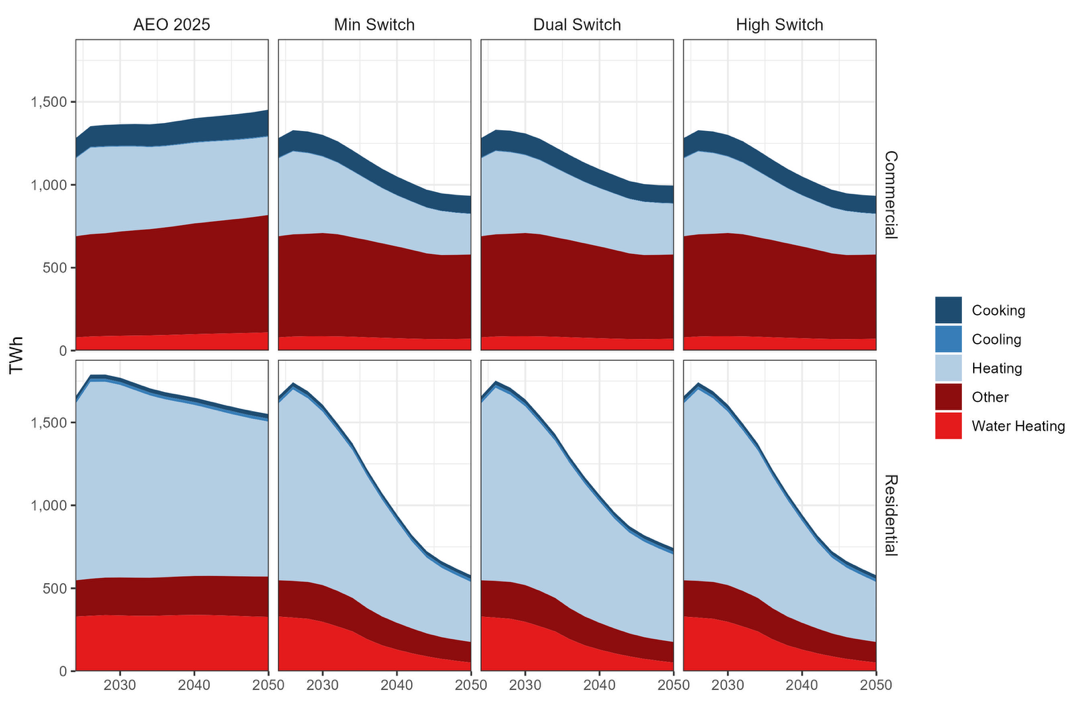 AEO 2025 Min Switch Dual Switch High Switch
1,500
1,000
500
0
Commercial
TWh
1,500
1,000
500
0
Residential
2030 2040 2050 2030 2040 2050 2030 2040 2050 2030 2040 2050
Cooking
Cooling
Heating
Other
Water Heating